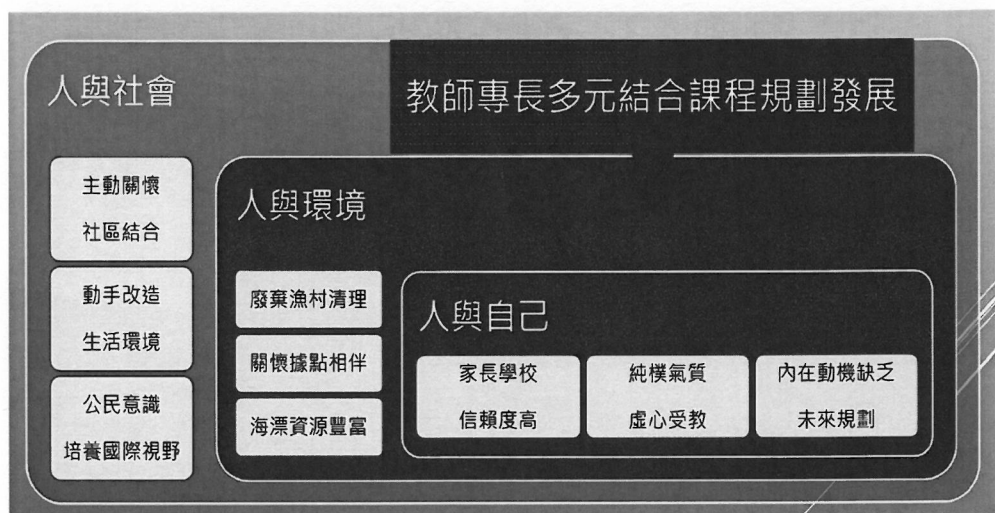 人與社會
教師專長多元結合課程規劃發展
主動關懷
社區結合
動手改造
生活環境
公民意識
培養國際視野
人與環境
廢棄漁村清理
關懷據點相伴
海漂資源豐富
人與自己
家長學校
信賴度高
純樸氣質
虛心受教
內在動機缺乏
未來規劃